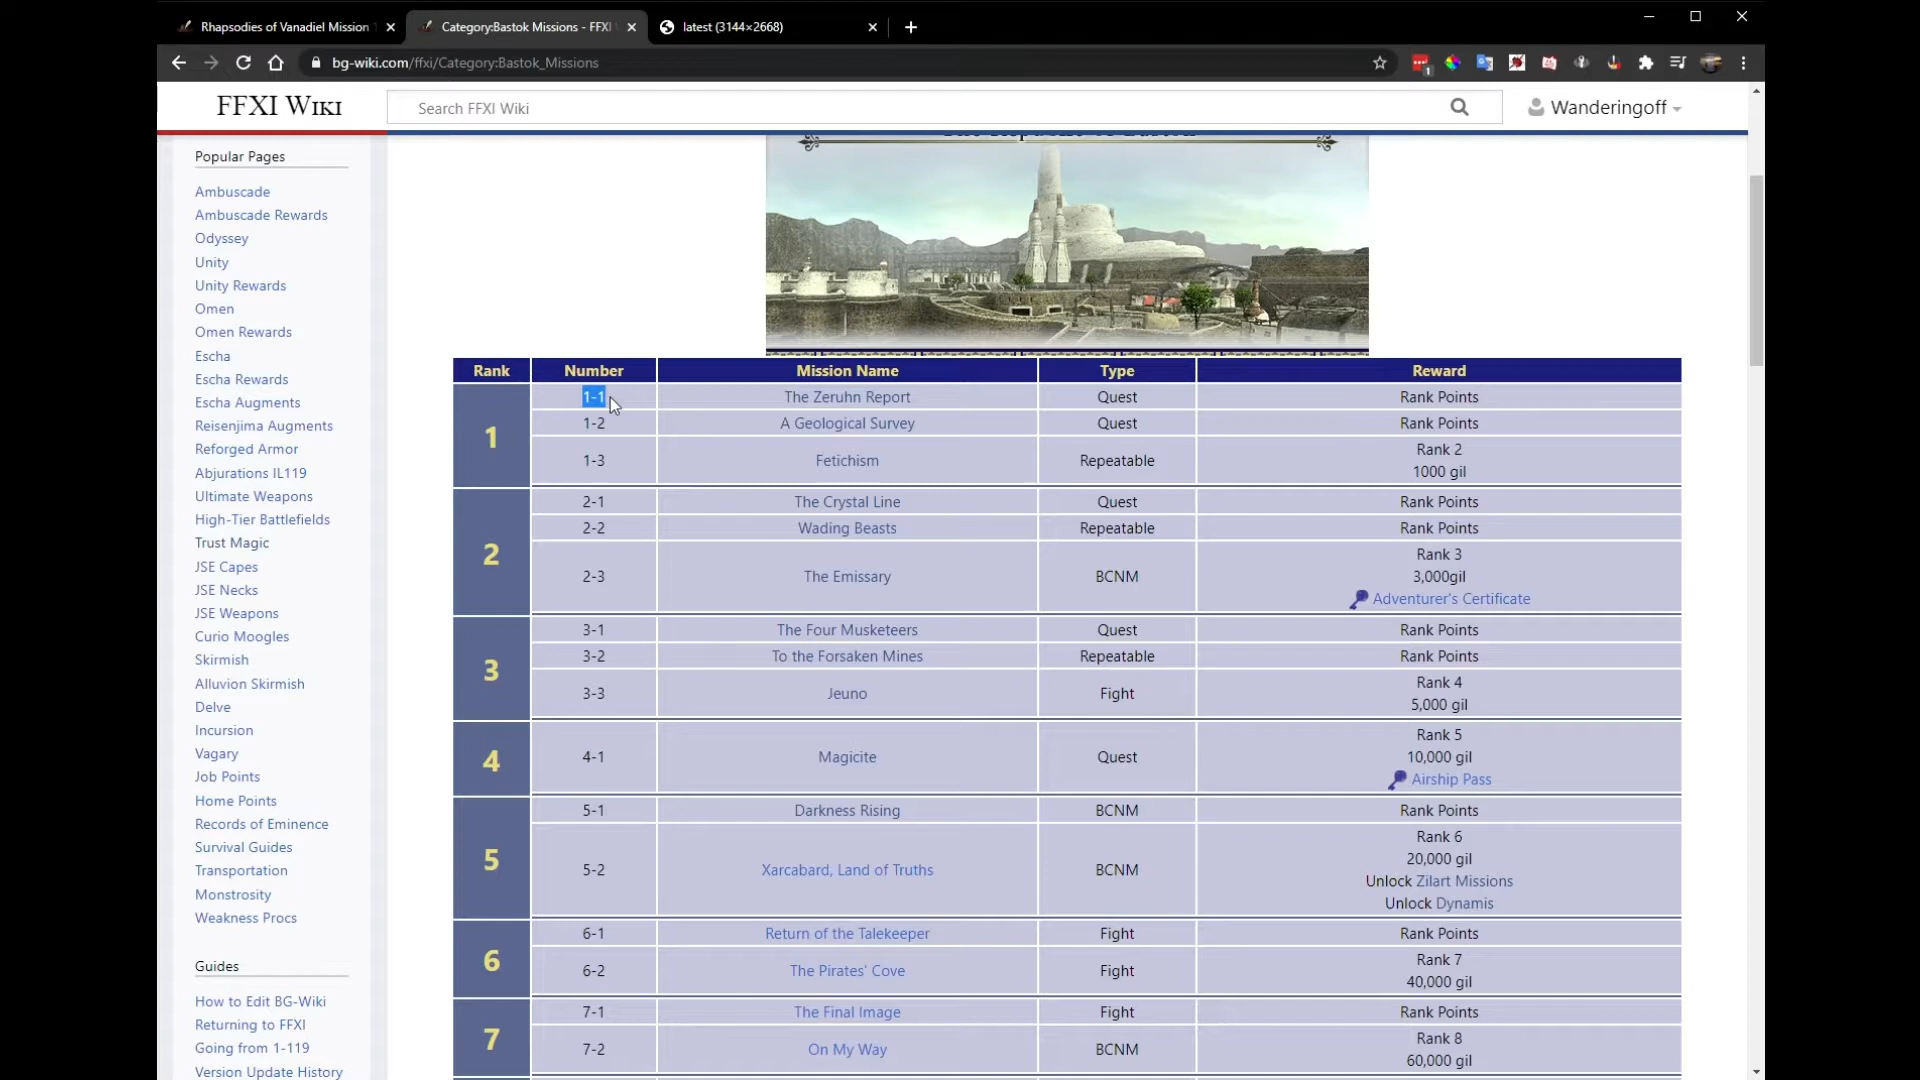 Rhapsodies of Vanadiel Mission
Category:Bastok Missions - FFXI
latest (3144×2668)
bg-wiki.com/ffxi/Category:Bastok_Missions
1
FFXI Wiki
Search FFXI Wiki
Wanderingoff
Popular Pages
Ambuscade
Ambuscade Rewards
Odyssey
Unity
Unity Rewards
Omen
Omen Rewards
Escha
Escha Rewards
Escha Augments
Reisenjima Augments
Reforged Armor
Abjurations IL119
Ultimate Weapons
High-Tier Battlefields
Trust Magic
JSE Capes
JSE Necks
JSE Weapons
Curio Moogles
Skirmish
Alluvion Skirmish
Delve
Incursion
Vagary
Job Points
Home Points
Records of Eminence
Survival Guides
Transportation
Monstrosity
Weakness Procs
Guides
How to Edit BG-Wiki
Returning to FFXI
Going from 1-119
Version Update History
Rank Number Mission Name Type Reward
1
1-1 The Zeruhn Report Quest Rank Points
1-2 A Geological Survey Quest Rank Points
1-3 Fetichism Repeatable Rank 2
1000 gil
2
2-1 The Crystal Line Quest Rank Points
2-2 Wading Beasts Repeatable Rank Points
2-3 The Emissary BCNM Rank 3
3,000gil
Adventurer's Certificate
3
3-1 The Four Musketeers Quest Rank Points
3-2 To the Forsaken Mines Repeatable Rank Points
3-3 Jeuno Fight Rank 4
5,000 gil
4
4-1 Magicite Quest Rank 5
10,000 gil
Airship Pass
5
5-1 Darkness Rising BCNM Rank Points
5-2 Xarcabard, Land of Truths BCNM Rank 6
20,000 gil
Unlock Zilart Missions
Unlock Dynamis
6
6-1 Return of the Talekeeper Fight Rank Points
6-2 The Pirates' Cove Fight Rank 7
40,000 gil
7
7-1 The Final Image Fight Rank Points
7-2 On My Way BCNM Rank 8
60,000 gil